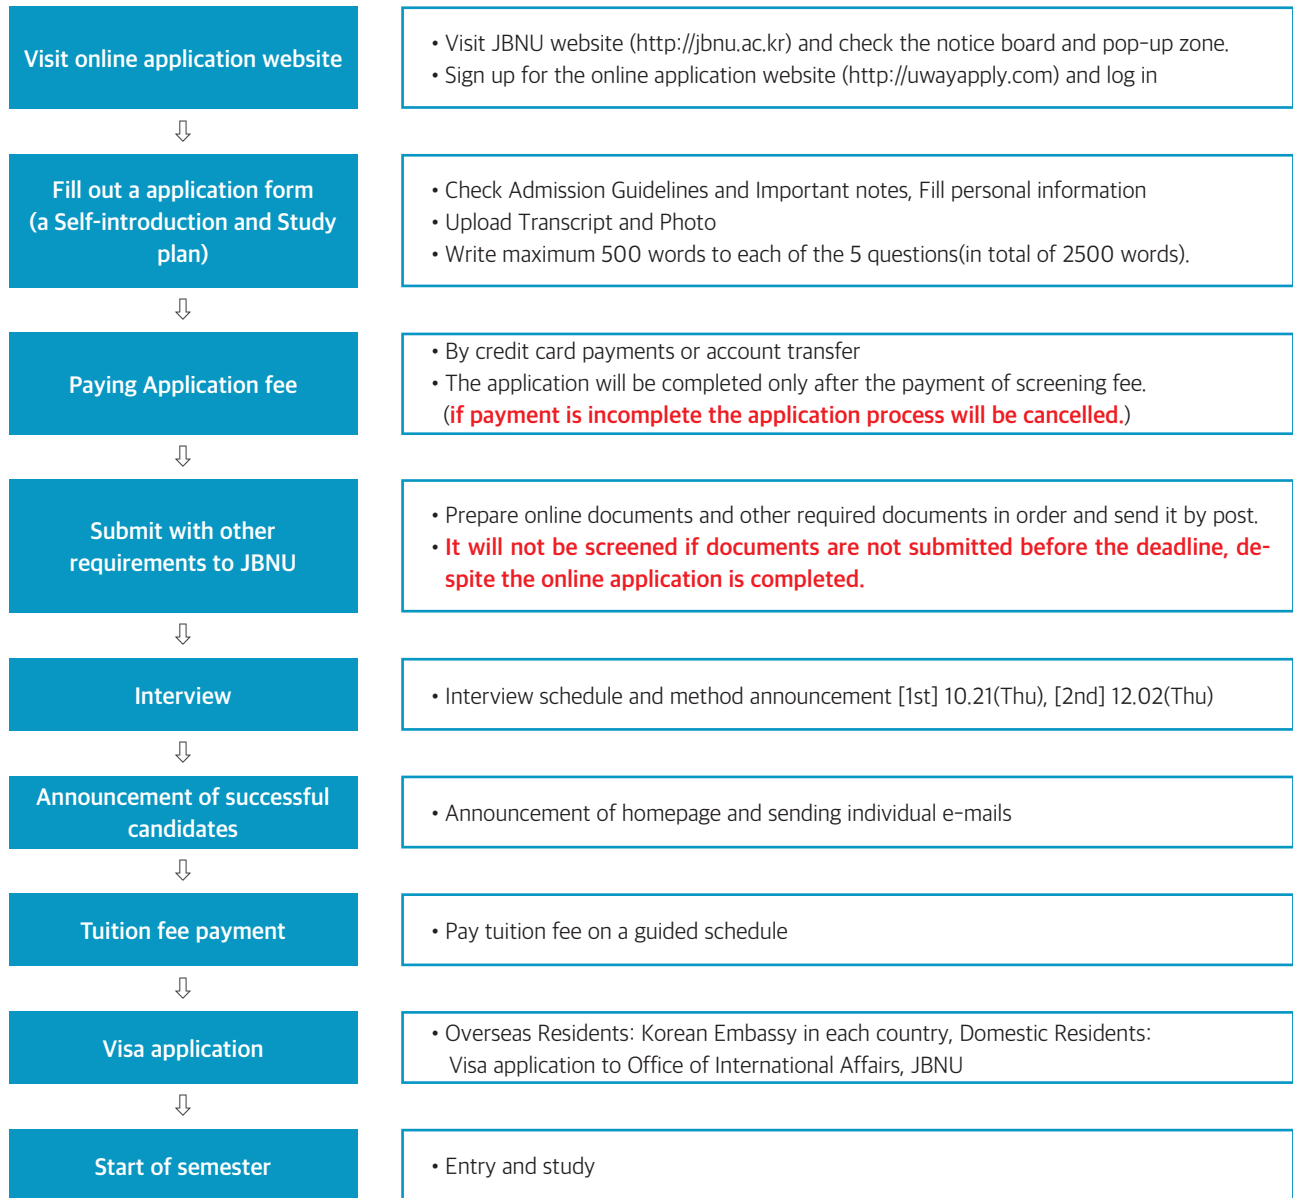 Visit online application website
• Visit JBNU website (http://jbnu.ac.kr) and check the notice board and pop-up zone.
• Sign up for the online application website (http://uwayapply.com) and log in
⇩
Fill out a application form
(a Self-introduction and Study
plan)
• Check Admission Guidelines and Important notes, Fill personal information
• Upload Transcript and Photo
• Write maximum 500 words to each of the 5 questions(in total of 2500 words).
⇩
Paying Application fee
• By credit card payments or account transfer
• The application will be completed only after the payment of screening fee.
(if payment is incomplete the application process will be cancelled.)
⇩
Submit with other
requirements to JBNU
• Prepare online documents and other required documents in order and send it by post.
• It will not be screened if documents are not submitted before the deadline, de-
spite the online application is completed.
⇩
Interview
• Interview schedule and method announcement [1st] 10.21(Thu), [2nd] 12.02(Thu)
⇩
Announcement of successful
candidates
• Announcement of homepage and sending individual e-mails
⇩
Tuition fee payment
• Pay tuition fee on a guided schedule
⇩
Visa application
• Overseas Residents: Korean Embassy in each country, Domestic Residents:
Visa application to Office of International Affairs, JBNU
⇩
Start of semester
• Entry and study